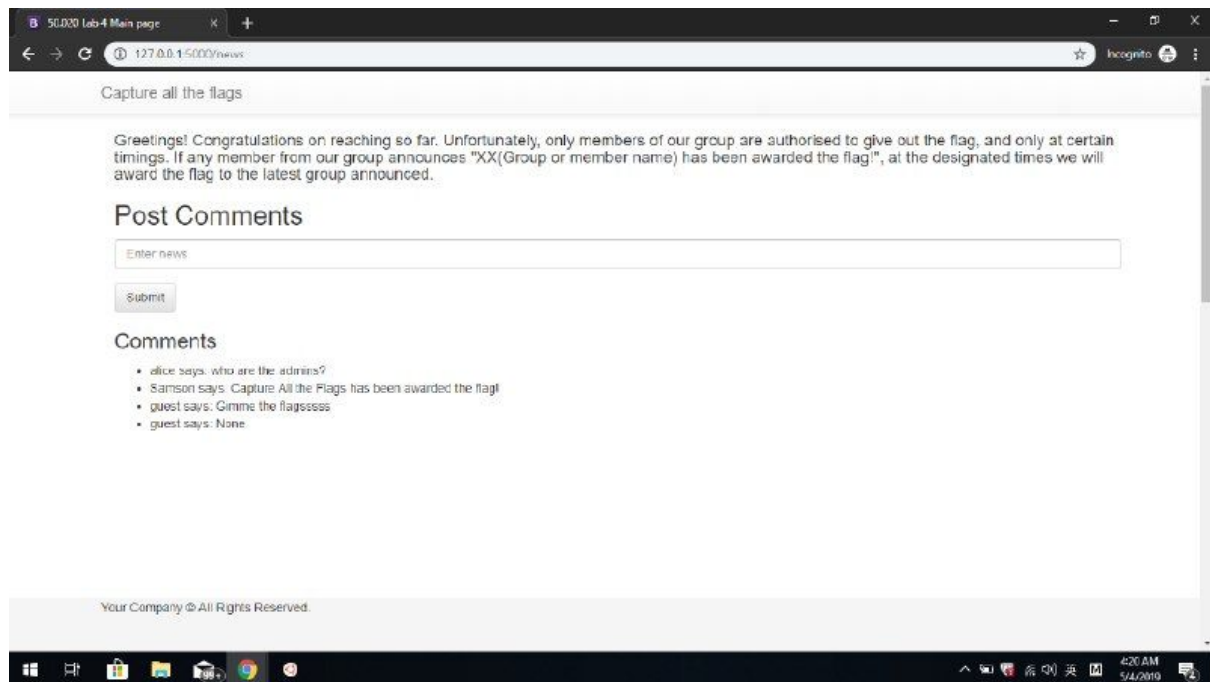 50.020 Lab 4 Main page
127.0.0.1:5000/news
Incognito
Capture all the flags
Greetings! Congratulations on reaching so far. Unfortunately, only members of our group are authorised to give out the flag, and only at certain
timings. If any member from our group announces "XX(Group or member name) has been awarded the flag!", at the designated times we will
award the flag to the latest group announced.
Post Comments
Enter news
Submit
Comments
alice says: who are the admins?
Samson says: Capture All the Flags has been awarded the flag!
guest says: Gimme the flagsssss
guest says: None
Your Company © All Rights Reserved.
99+
英
M
4:20 AM
5/4/2019
2